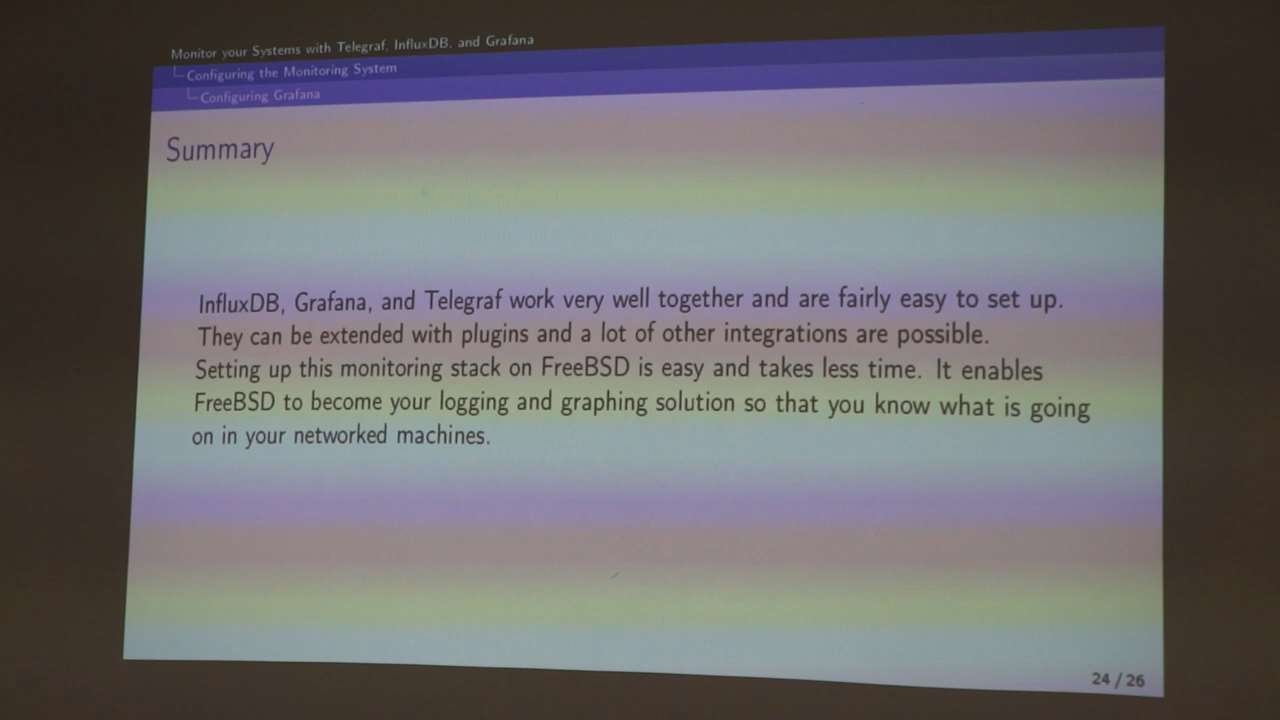 Monitor your Systems with Telegraf, InfluxDB, and Grafana
Configuring the Monitoring System
Configuring Grafana
Summary
InfluxDB, Grafana, and Telegraf work very well together and are fairly easy to set up.
They can be extended with plugins and a lot of other integrations are possible.
Setting up this monitoring stack on FreeBSD is easy and takes less time. It enables
FreeBSD to become your logging and graphing solution so that you know what is going
on in your networked machines.
24 / 26